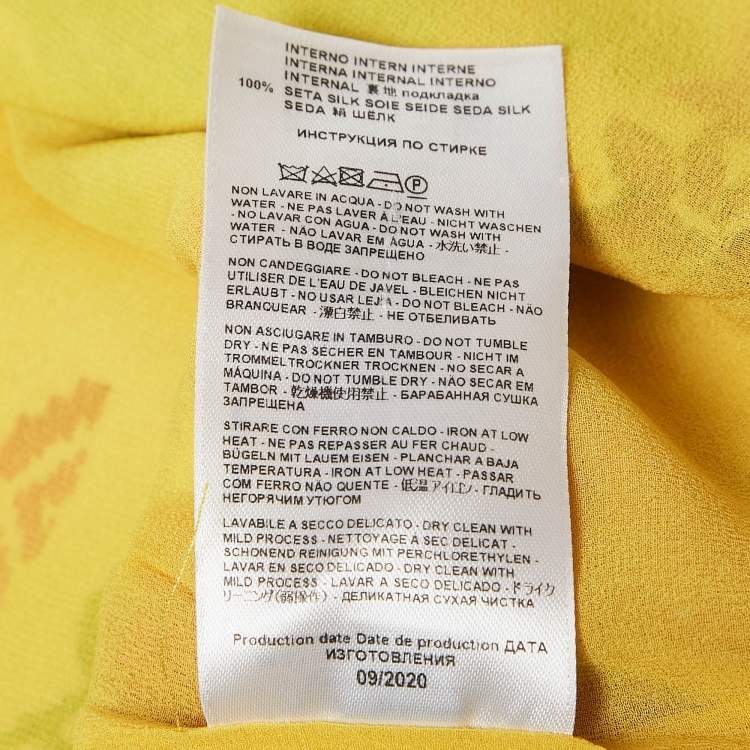 INTERNO INTERN INTERNE
INTERNA INTERNAL INTERNO
INTERNAL 裏地 подкладка
100% SETA SILK SOIE SEIDE SEDA SILK
SEDA 絹 ШЁЛК
ИНСТРУКЦИЯ ПО СТИРКЕ
P
NON LAVARE IN ACQUA - DO NOT WASH WITH
WATER - NE PAS LAVER À L'EAU - NICHT WASCHEN
- NO LAVAR CON AGUA - DO NOT WASH WITH
WATER - NÃO LAVAR EM ÁGUA - 水洗い禁止 -
СТИРАТЬ В ВОДЕ ЗАПРЕЩЕНО
NON CANDEGGIARE - DO NOT BLEACH - NE PAS
UTILISER DE L'EAU DE JAVEL - BLEICHEN NICHT
ERLAUBT - NO USAR LEJÍA - DO NOT BLEACH - NÃO
BRANQUEAR - 漂白禁止 - НЕ ОТБЕЛИВАТЬ
NON ASCIUGARE IN TAMBURO - DO NOT TUMBLE
DRY - NE PAS SÉCHER EN TAMBOUR - NICHT IM
TROMMELTROCKNER TROCKNEN - NO SECAR A
MÁQUINA - DO NOT TUMBLE DRY - NÃO SECAR EM
TAMBOR - 乾燥機使用禁止 - БАРАБАННАЯ СУШКА
ЗАПРЕЩЕНА
STIRARE CON FERRO NON CALDO - IRON AT LOW
HEAT - NE PAS REPASSER AU FER CHAUD -
BÜGELN MIT LAUEM EISEN - PLANCHAR A BAJA
TEMPERATURA - IRON AT LOW HEAT - PASSAR
COM FERRO NÃO QUENTE - 低温アイロン - ГЛАДИТЬ
НЕГОРЯЧИМ УТЮГОМ
LAVABILE A SECCO DELICATO - DRY CLEAN WITH
MILD PROCESS - NETTOYAGE À SEC DELICAT -
SCHONEND REINIGUNG MIT PERCHLORETHYLEN -
LAVAR EN SECO DELICADO - DRY CLEAN WITH
MILD PROCESS - LAVAR A SECO DELICADO - ドライク
リーニング(弱操作) - ДЕЛИКАТНАЯ СУХАЯ ЧИСТКА
Production date Date de production ДАТА
ИЗГОТОВЛЕНИЯ
09/2020